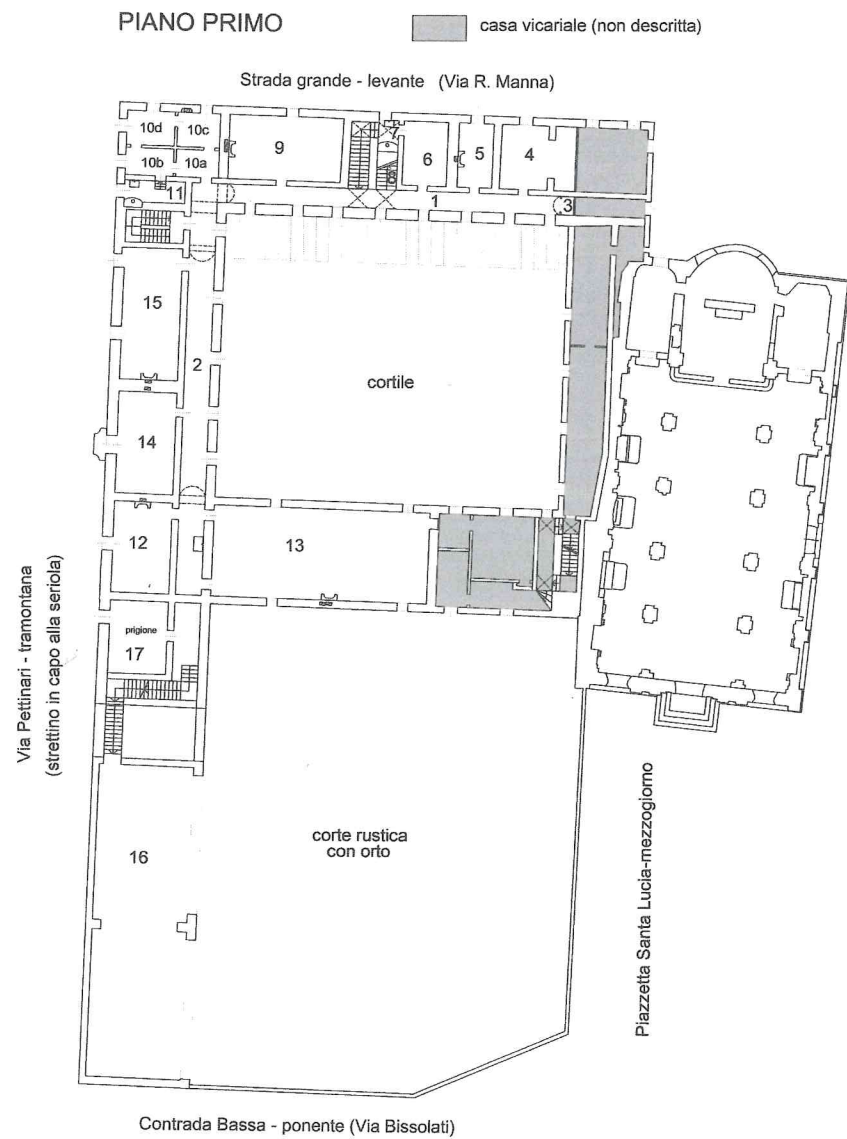 PIANO PRIMO
casa vicariale (non descritta)
Strada grande - levante (Via R. Manna)
10d
10c
10b
10a
9
7
8
6
5
4
11
1
3
15
2
cortile
14
12
13
prigione
17
Via Pettinari - tramontana
(strettino in capo alla seriola)
16
corte rustica
con orto
Piazzetta Santa Lucia-mezzogiorno
Contrada Bassa - ponente (Via Bissolati)